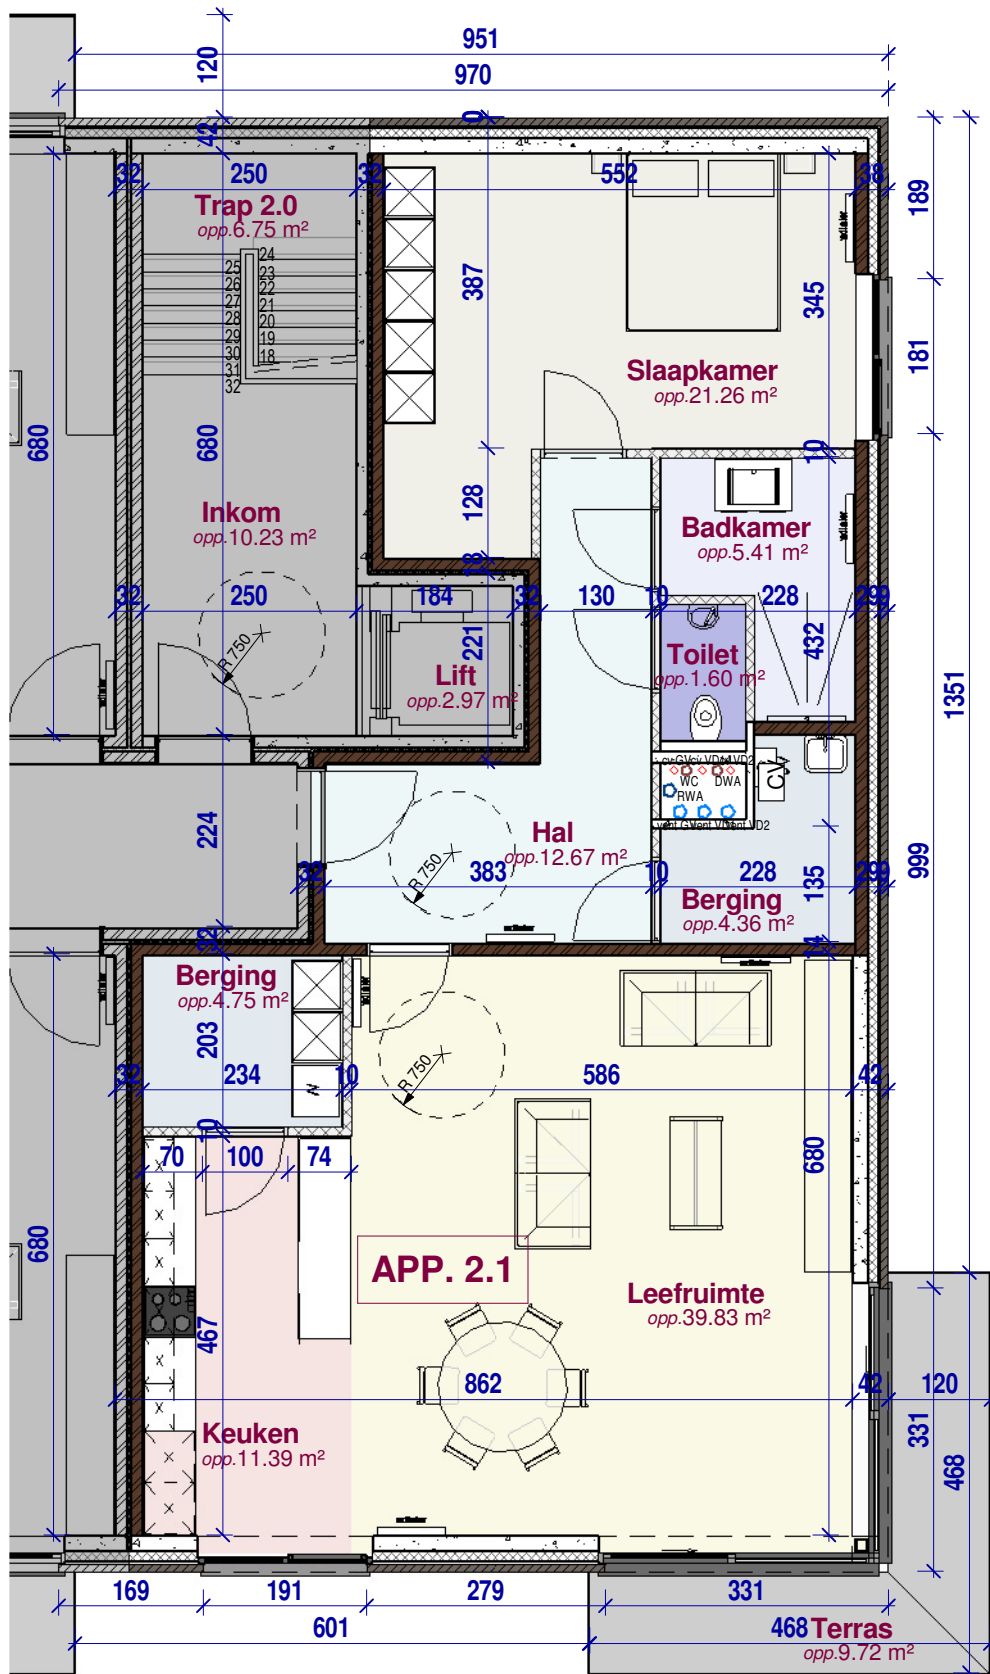 951
970
120
0
42
32
250
32
552
38
189
Trap 2.0
opp.6.75 m²
24
25
23
26
22
27
21
28
20
29
19
30
18
31
32
387
345
181
Slaapkamer
opp.21.26 m²
680
680
10
128
Inkom
opp.10.23 m²
Badkamer
opp.5.41 m²
18
32
250
184
32
130
10
228
299
R 750
221
432
Toilet
opp.1.60 m²
Lift
opp.2.97 m²
1351
WC
DWA
CV
RWA
224
Hal
opp.12.67 m²
999
R 750
32
383
10
228
299
135
Berging
opp.4.36 m²
32
14
Berging
opp.4.75 m²
203
R 750
32
234
10
586
42
10
70
100
74
680
680
APP. 2.1
Leefruimte
opp.39.83 m²
467
862
42
120
Keuken
opp.11.39 m²
331
468
169
191
279
331
601
468
Terras
opp.9.72 m²